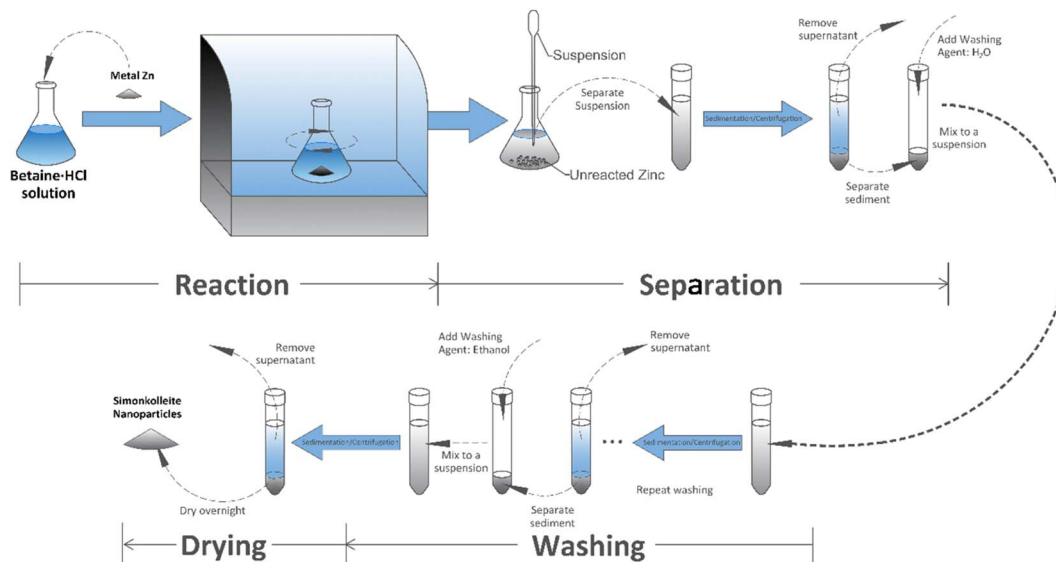 Metal Zn
Betaine·HCl
solution
Suspension
Separate
Suspension
Unreacted Zinc
Sedimentation/Centrifugation
Remove
supernatant
Add Washing
Agent: H₂O
Mix to a
suspension
Separate
sediment
Reaction
Separation
Remove
supernatant
Simonkolleite
Nanoparticles
Dry overnight
Sedimentation/Centrifugation
Add Washing
Agent: Ethanol
Mix to a
suspension
Separate
sediment
Remove
supernatant
...
Sedimentation/Centrifugation
Repeat washing
Drying
Washing